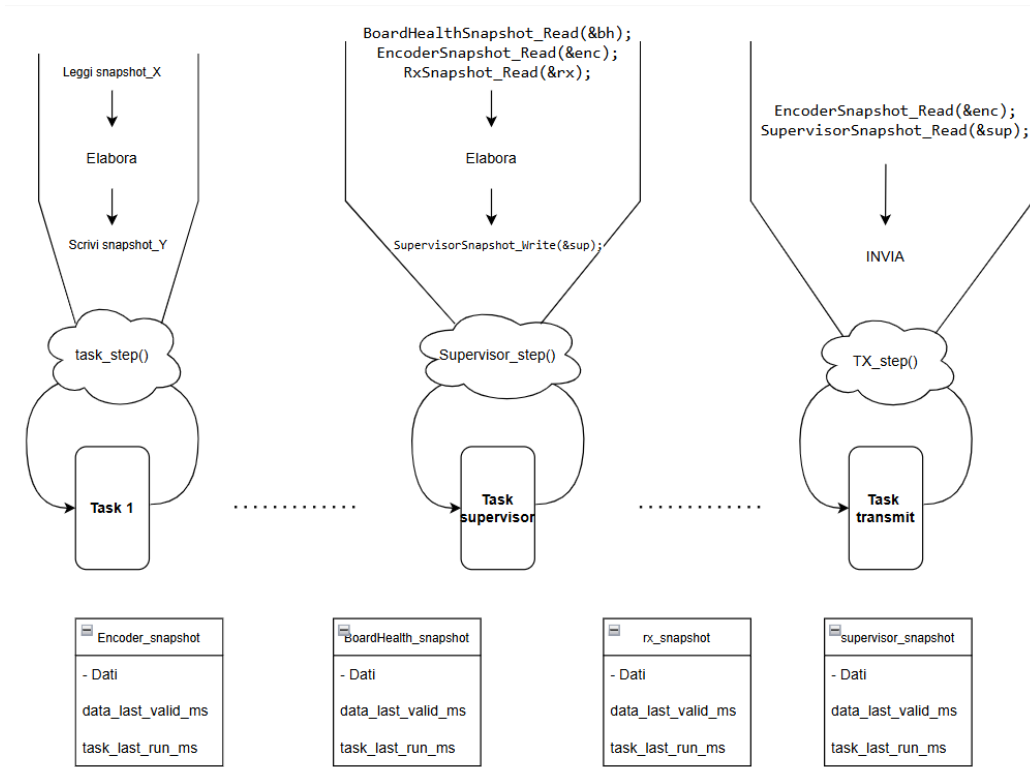 Leggi snapshot_X
Elabora
Scrivi snapshot_Y
task_step()
Task 1
BoardHealthSnapshot_Read(&bh);
EncoderSnapshot_Read(&enc);
RxSnapshot_Read(&rx);
Elabora
SupervisorSnapshot_Write(&sup);
Supervisor_step()
Task
supervisor
EncoderSnapshot_Read(&enc);
SupervisorSnapshot_Read(&sup);
INVIA
TX_step()
Task
transmit
Encoder_snapshot
- Dati
data_last_valid_ms
task_last_run_ms
BoardHealth_snapshot
- Dati
data_last_valid_ms
task_last_run_ms
rx_snapshot
- Dati
data_last_valid_ms
task_last_run_ms
supervisor_snapshot
- Dati
data_last_valid_ms
task_last_run_ms